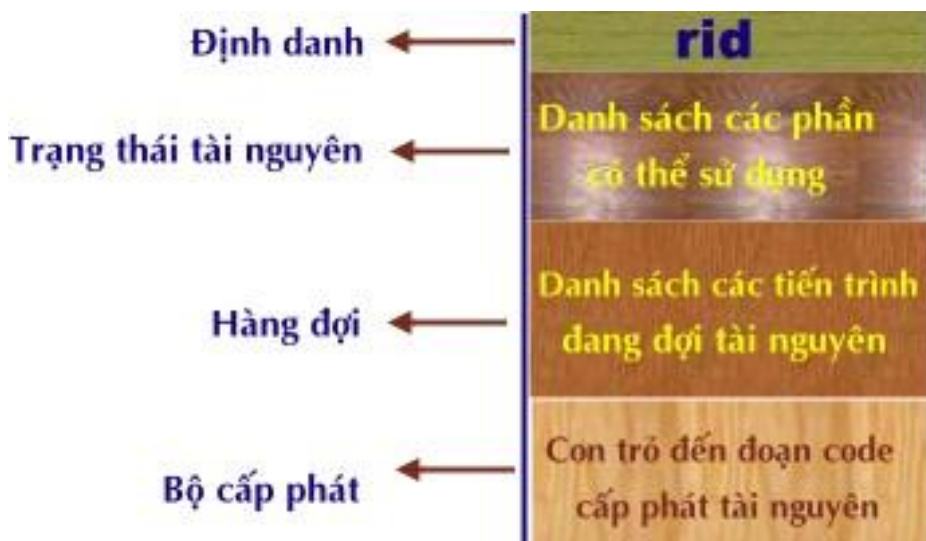 Định danh
rid
Trạng thái tài nguyên
Danh sách các phần
có thể sử dụng
Hàng đợi
Danh sách các tiến trình
đang đợi tài nguyên
Bộ cấp phát
Con trỏ đến đoạn code
cấp phát tài nguyên